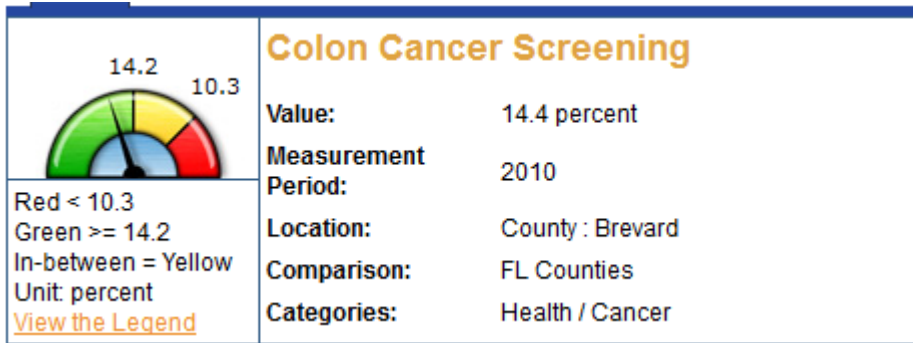 14.2
10.3
Red < 10.3
Green >= 14.2
In-between = Yellow
Unit: percent
View the Legend
Colon Cancer Screening
Value: 14.4 percent
Measurement
Period: 2010
Location: County : Brevard
Comparison: FL Counties
Categories: Health / Cancer